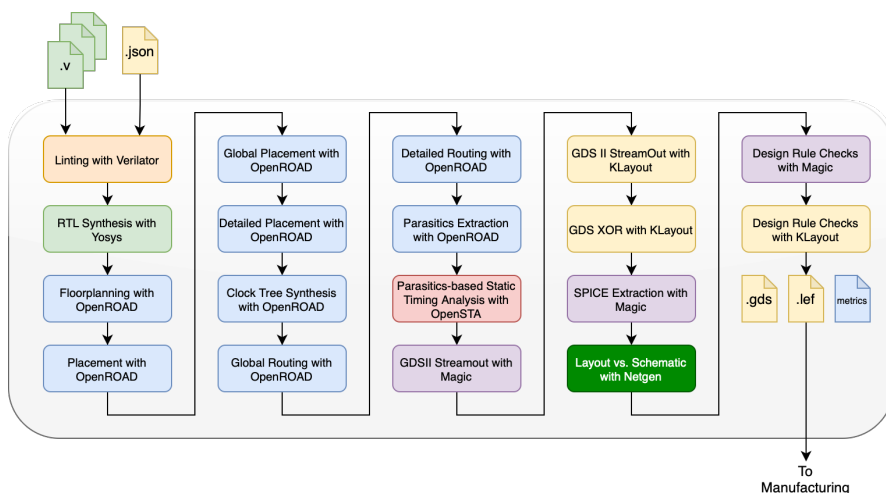 .v
.json
Linting with Verilator
RTL Synthesis with
Yosys
Floorplanning with
OpenROAD
Placement with
OpenROAD
Global Placement with
OpenROAD
Detailed Placement with
OpenROAD
Clock Tree Synthesis
with OpenROAD
Global Routing with
OpenROAD
Detailed Routing with
OpenROAD
Parasitics Extraction
with OpenROAD
Parasitics-based Static
Timing Analysis with
OpenSTA
GDSII Streamout with
Magic
GDS II StreamOut with
KLayout
GDS XOR with KLayout
SPICE Extraction with
Magic
Layout vs. Schematic
with Netgen
Design Rule Checks
with Magic
Design Rule Checks
with KLayout
.gds
.lef
metrics
To
Manufacturing